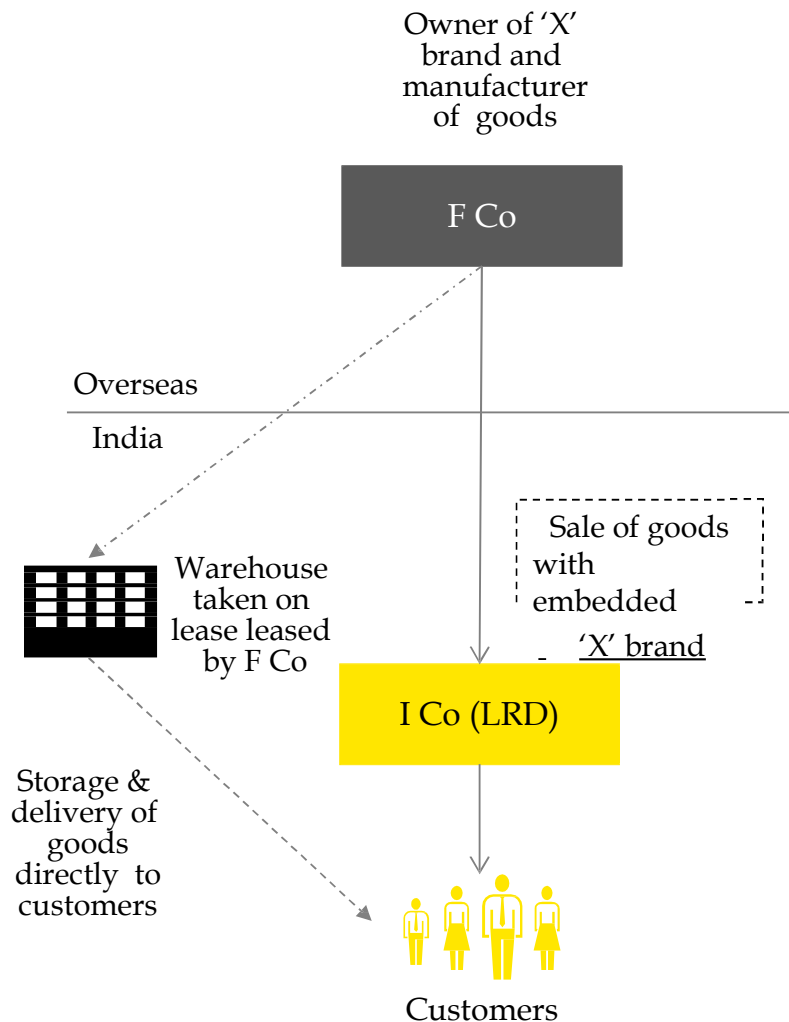 Owner of ‘X’
brand and
manufacturer
of goods
F Co
Overseas
India
Warehouse
taken on
lease leased
by F Co
Sale of goods
with
embedded
‘X’ brand
I Co (LRD)
Storage &
delivery of
goods
directly to
customers
Customers